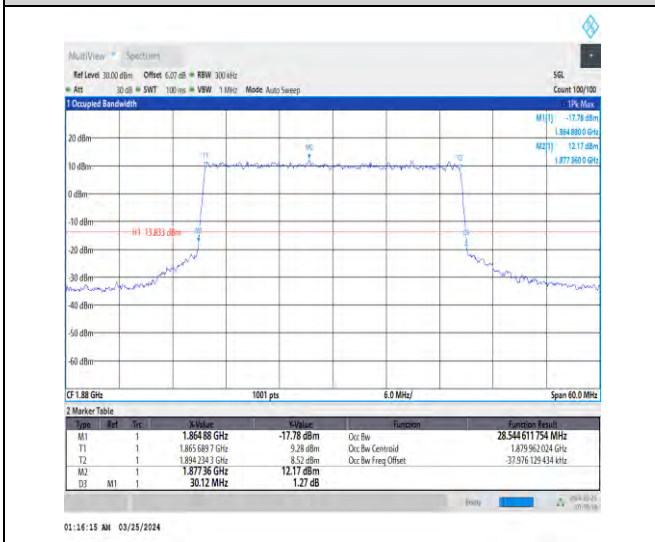 MultiView Spectrum
Ref Level 30.00 dBm Offset 6.07 dB RBW 300 kHz SGL
Att 30 dB SWT 100 ms VBW 1 MHz Mode Auto Sweep Count 100/100
1 Occupied Bandwidth 1Pk Max
M1[1] -17.78 dBm
1.864 880 0 GHz
M2[1] 12.17 dBm
1.877 360 0 GHz
20 dBm
M2
T1
T2
10 dBm
0 dBm
-10 dBm
H1 13.833 dBm
M1
D3
-20 dBm
-30 dBm
-40 dBm
-50 dBm
-60 dBm
CF 1.88 GHz 1001 pts 6.0 MHz/ Span 60.0 MHz
2 Marker Table
Type Ref Trc X-Value Y-Value Function Function Result
M1 1 1.864 88 GHz -17.78 dBm Occ Bw 28.544 611 754 MHz
T1 1 1.865 689 7 GHz 9.28 dBm Occ Bw Centroid 1.879 962 024 GHz
T2 1 1.894 234 3 GHz 8.52 dBm Occ Bw Freq Offset -37.976 129 434 kHz
M2 1 1.877 36 GHz 12.17 dBm
D3 M1 1 30.12 MHz 1.27 dB
Ready
01:16:15 AM 03/25/2024